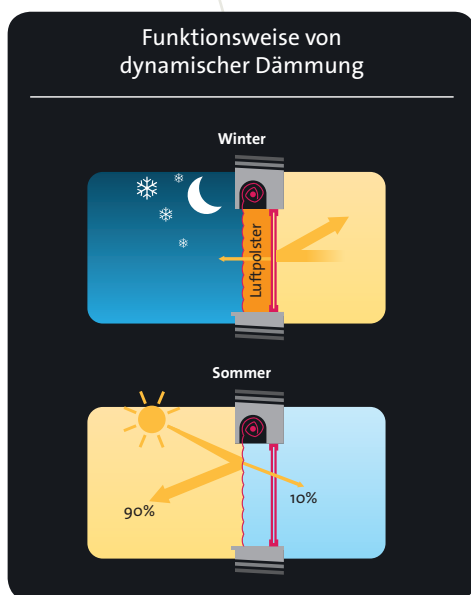 Funktionsweise von
dynamischer Dämmung
Winter
Luftpolster
Sommer
90%
10%